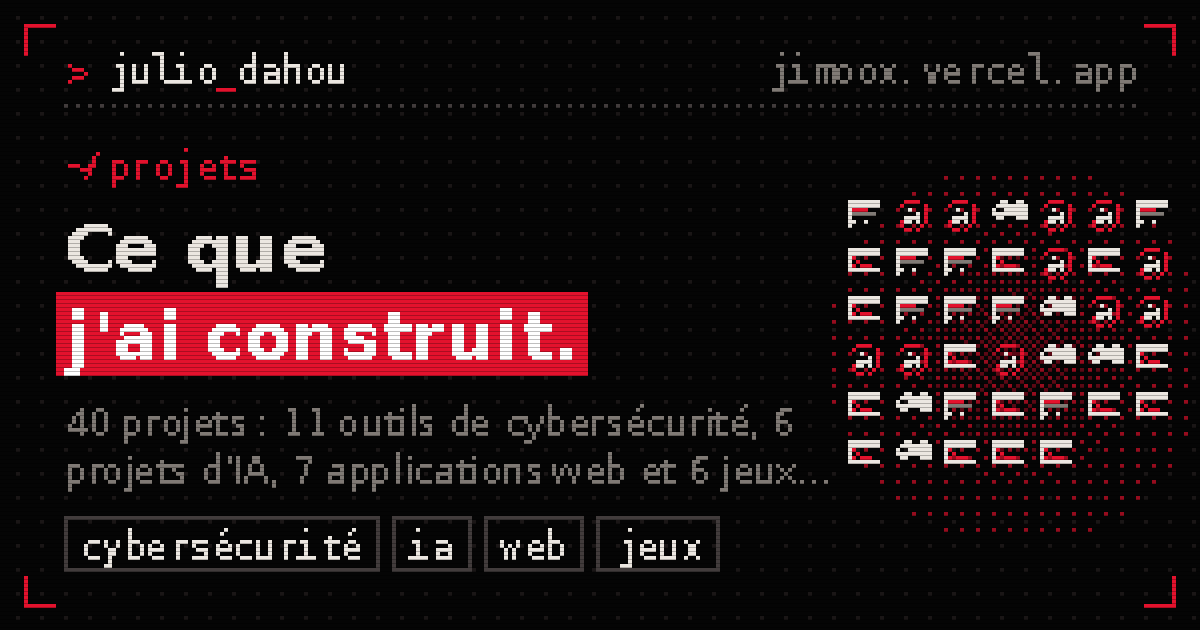 > julio_dahou
jimoox.vercel.app
~/projets
Ce que
j'ai construit.
40 projets : 11 outils de cybersécurité, 6
projets d'IA, 7 applications web et 6 jeux...
cybersécurité ia web jeux